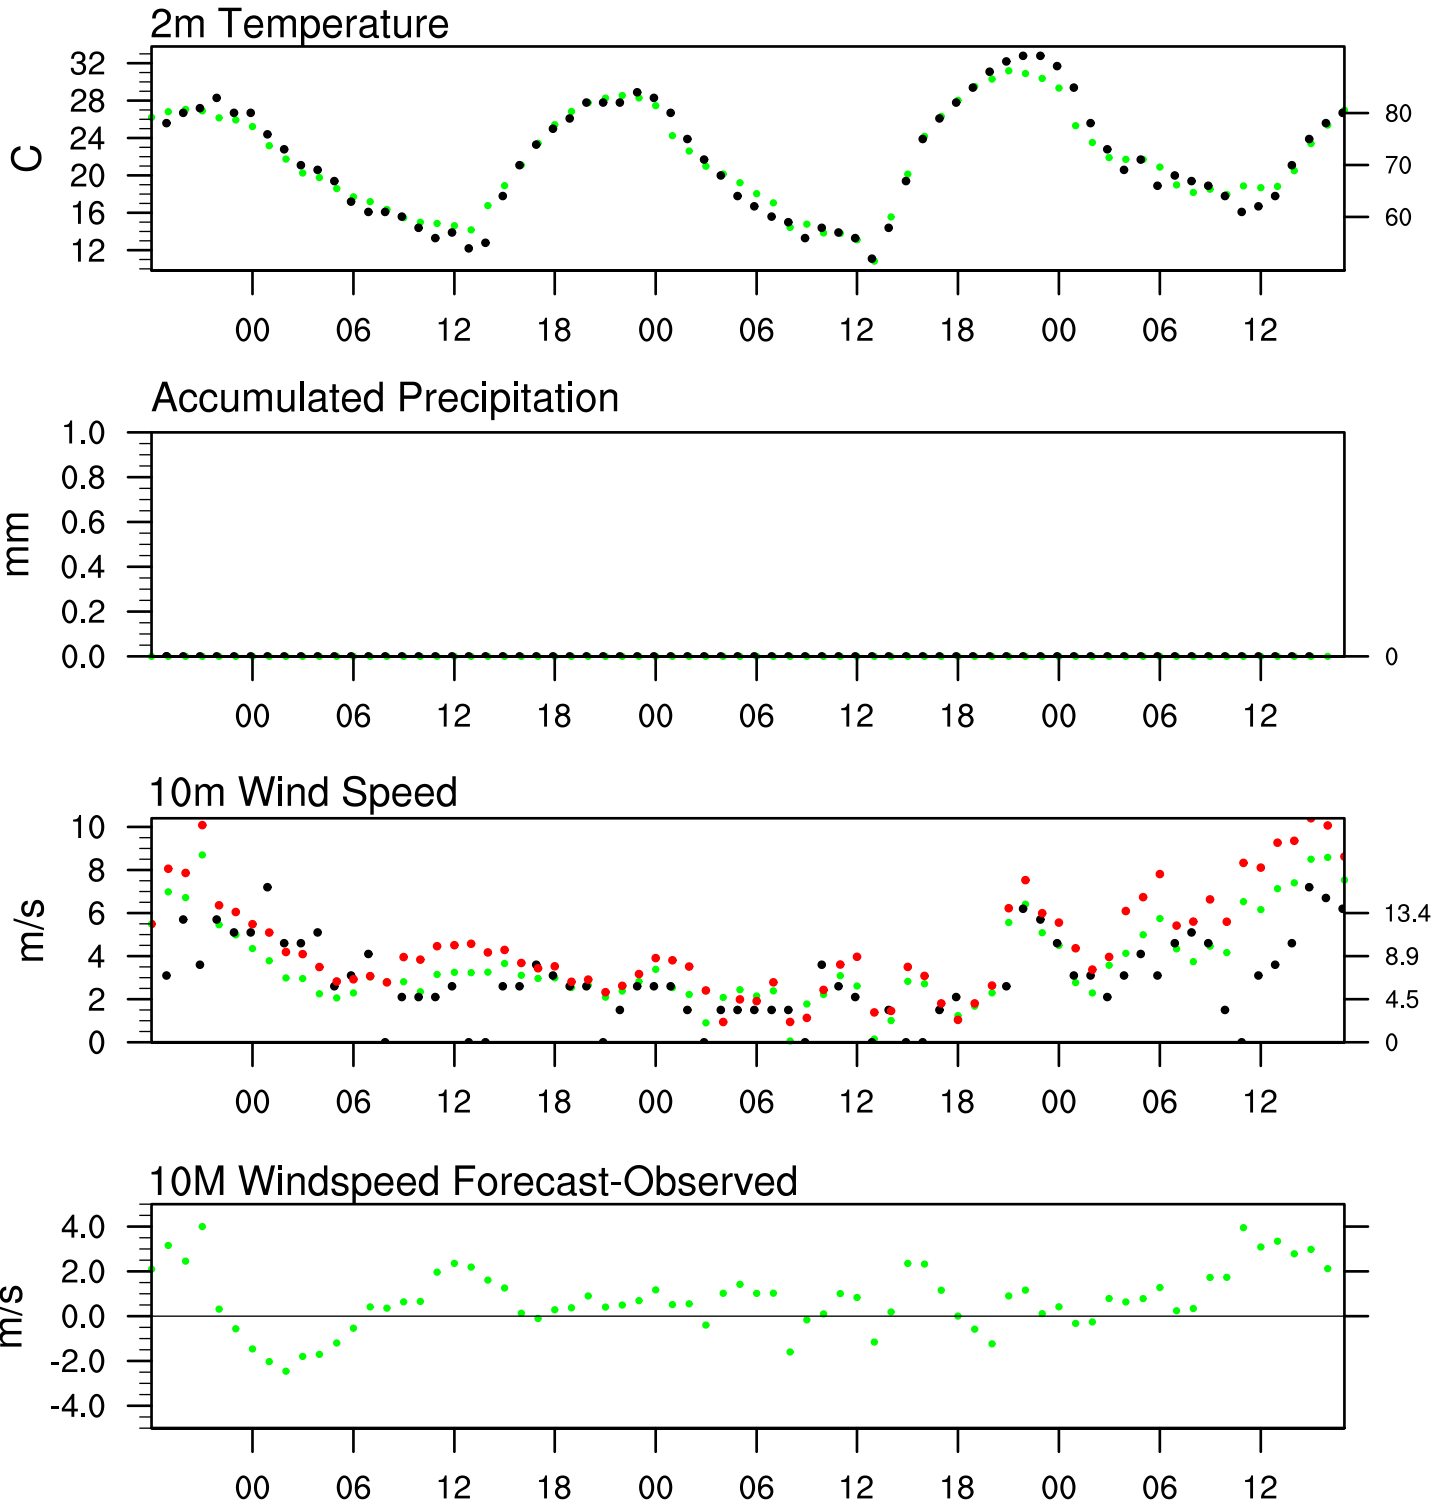 2m Temperature
32
28
24
20
16
12
C
80
70
60
00 06 12 18 00 06 12 18 00 06 12
Accumulated Precipitation
1.0
0.8
0.6
0.4
0.2
0.0
mm
0
00 06 12 18 00 06 12 18 00 06 12
10m Wind Speed
10
8
6
4
2
0
m/s
13.4
8.9
4.5
0
00 06 12 18 00 06 12 18 00 06 12
10M Windspeed Forecast-Observed
4.0
2.0
0.0
-2.0
-4.0
m/s
00 06 12 18 00 06 12 18 00 06 12